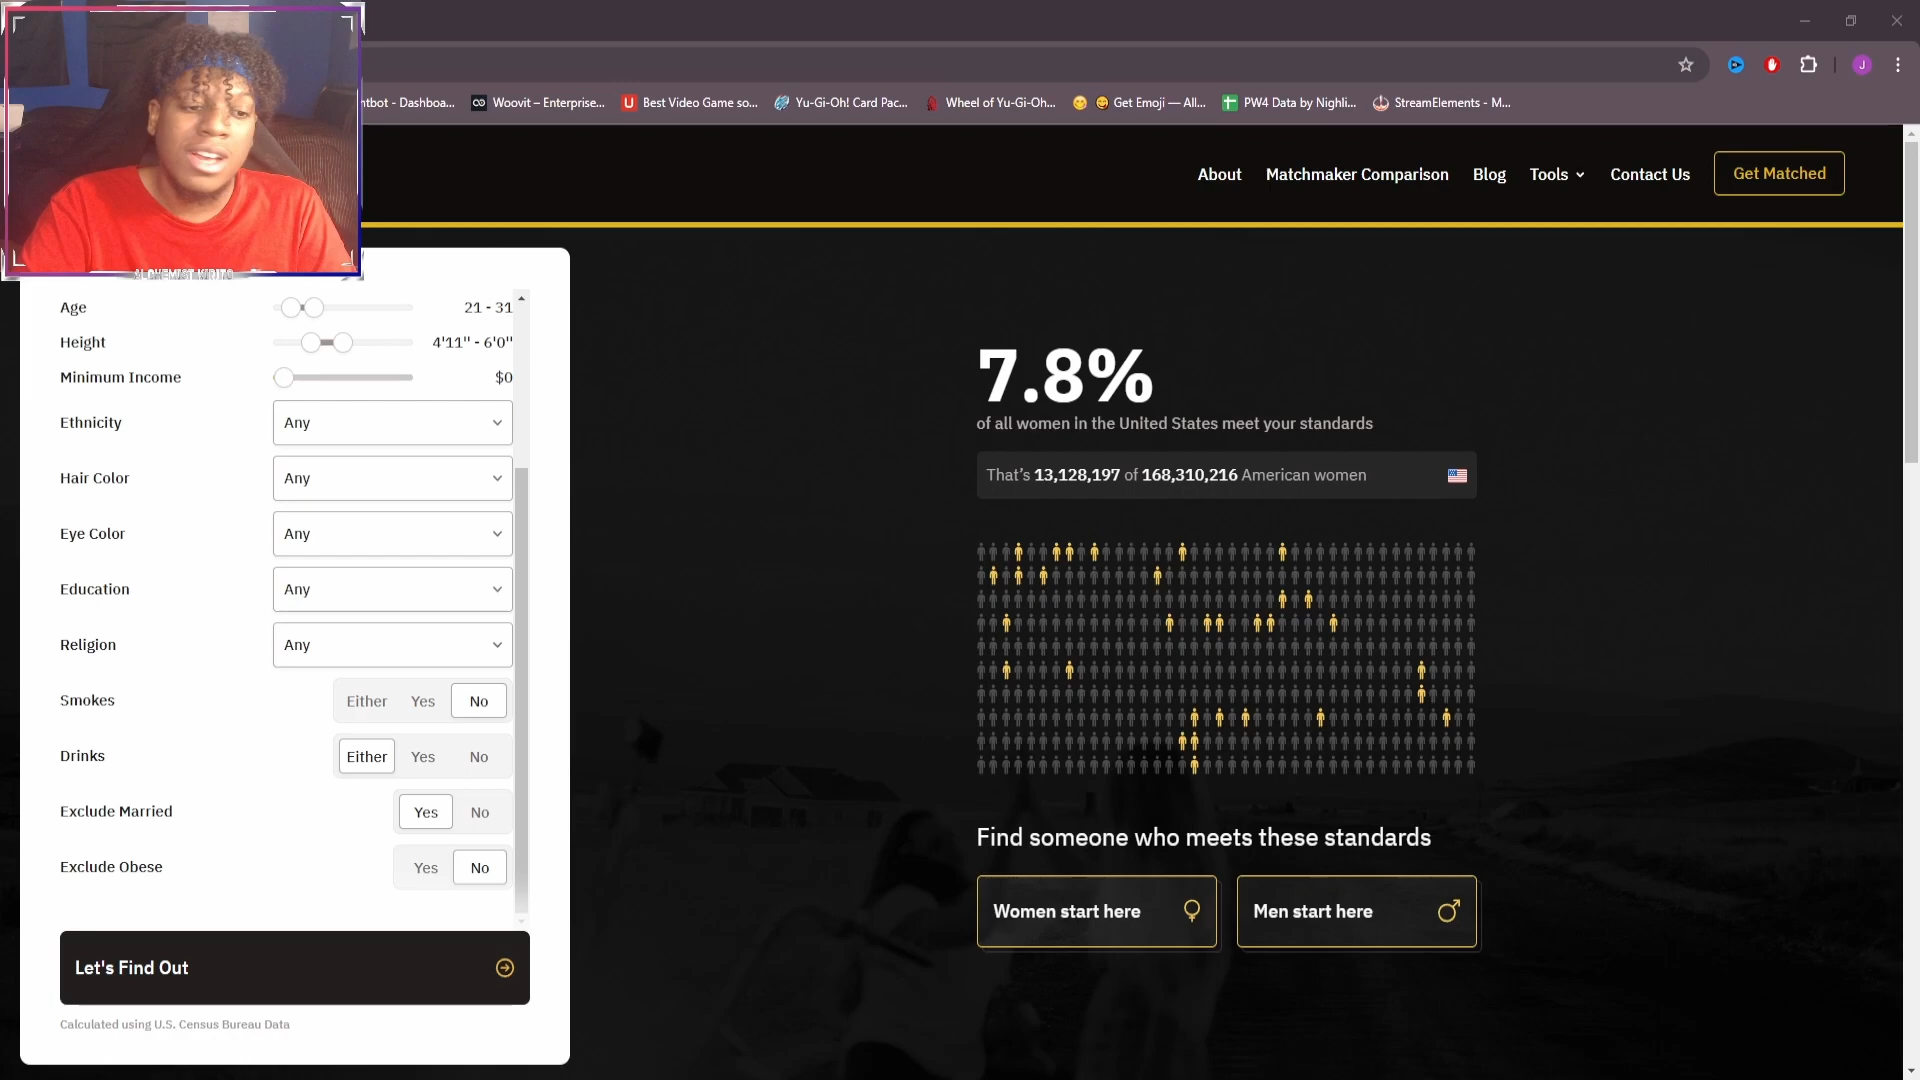 J
ntbot - Dashboa...
Woovit – Enterprise...
Best Video Game so...
Yu-Gi-Oh! Card Pac...
Wheel of Yu-Gi-Oh...
Get Emoji — All...
PW4 Data by Nighli...
StreamElements - M...
About
Matchmaker Comparison
Blog
Tools
Contact Us
Get Matched
Age
21 - 31
Height
4'11" - 6'0"
Minimum Income
$0
Ethnicity
Any
Hair Color
Any
Eye Color
Any
Education
Any
Religion
Any
Smokes
Either Yes No
Drinks
Either Yes No
Exclude Married
Yes No
Exclude Obese
Yes No
Let's Find Out
Calculated using U.S. Census Bureau Data
7.8%
of all women in the United States meet your standards
That's 13,128,197 of 168,310,216 American women
Find someone who meets these standards
Women start here
Men start here